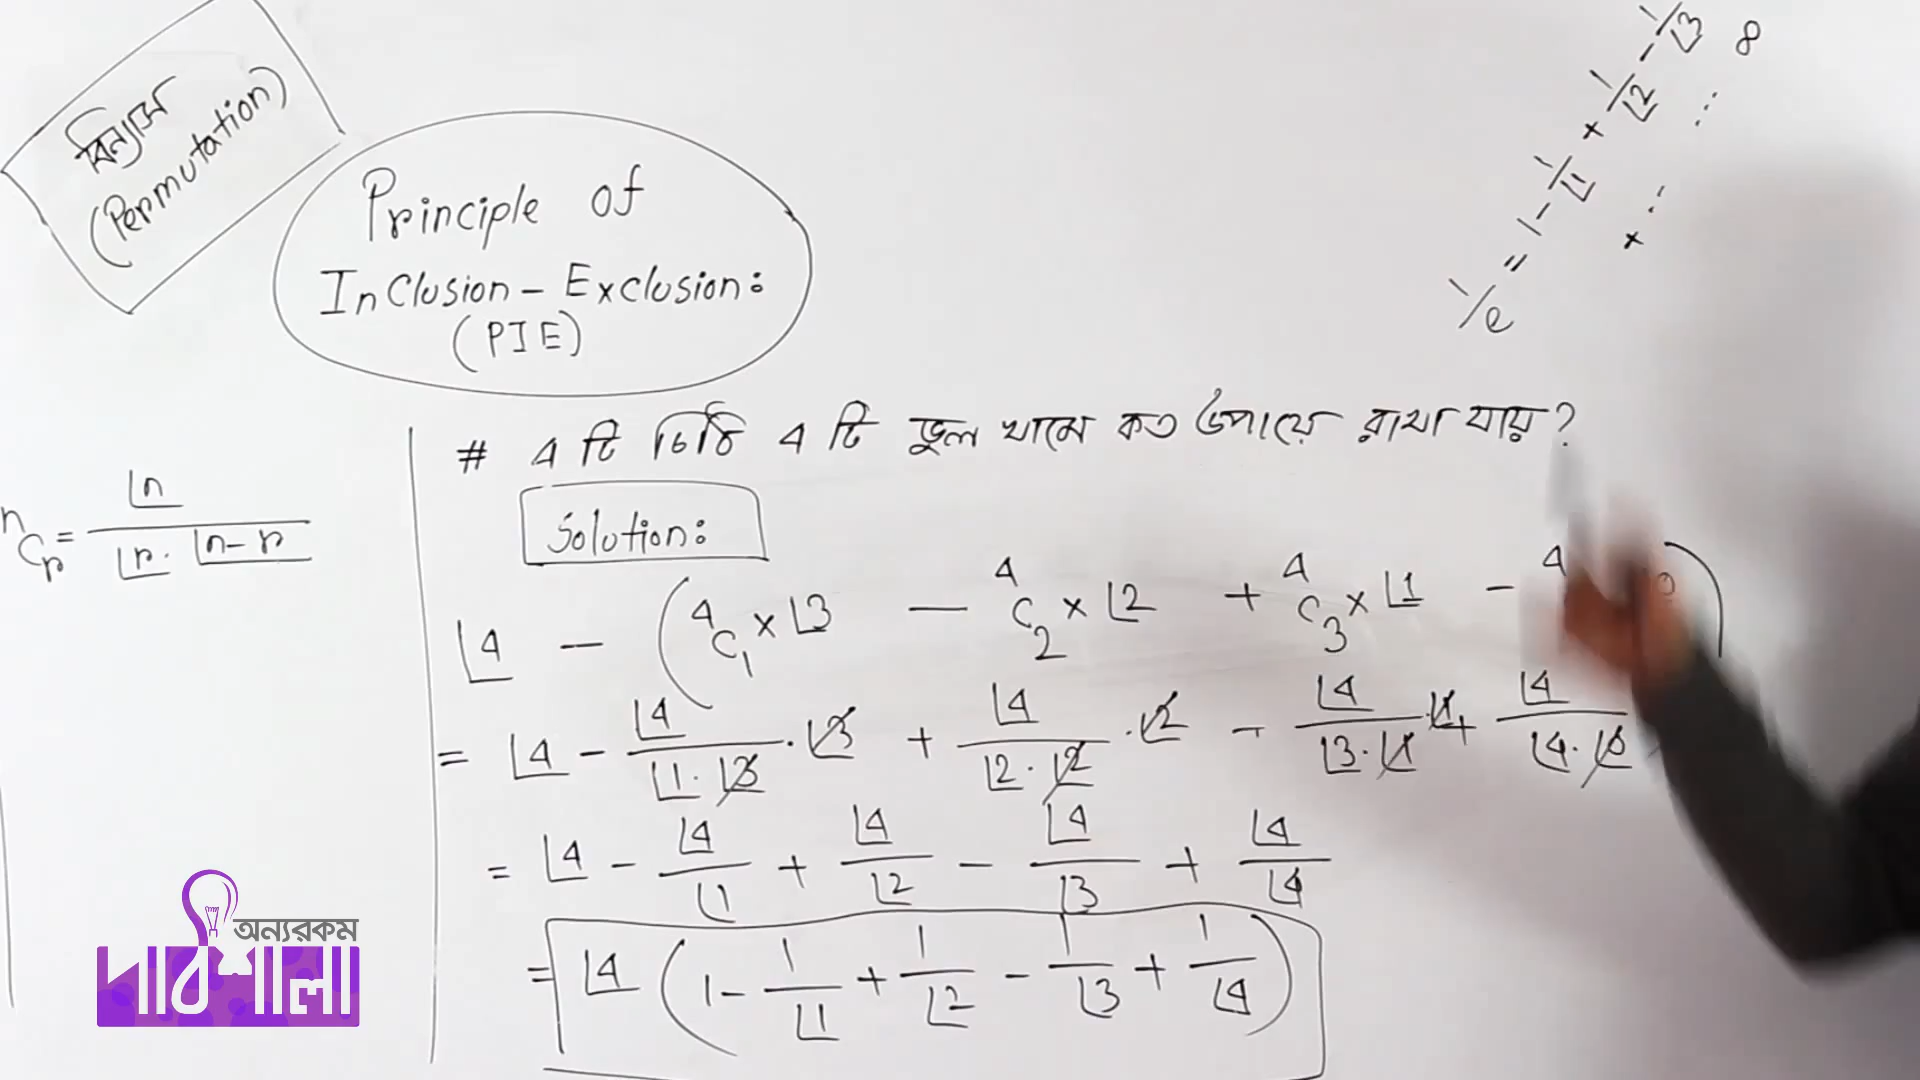 বিন্যাস
(Permutation)
Principle of
Inclusion - Exclusion:
(PIE)
1/e = 1 - 1/⌊1 + 1/⌊2 - 1/⌊3
+ ... ... ∞
ⁿCᵣ = ⌊n / ⌊r · ⌊n-r
# 4 টি চিঠি 4 টি ভুল খামে কত উপায়ে রাখা যায়?
Solution:
⌊4 - (⁴C₁ × ⌊3 - ⁴C₂ × ⌊2 + ⁴C₃ × ⌊1 - ⁴ )
= ⌊4 - ⌊4 / ⌊1 · ⌊3 · ⌊3 + ⌊4 / ⌊2 · ⌊2 · ⌊2 - ⌊4 / ⌊3 · ⌊1 · ⌊1 + ⌊4 / ⌊4 · ⌊0
= ⌊4 - ⌊4 / ⌊1 + ⌊4 / ⌊2 - ⌊4 / ⌊3 + ⌊4 / ⌊4
= ⌊4 (1 - 1/⌊1 + 1/⌊2 - 1/⌊3 + 1/⌊4)
অন্যরকম
পাঠশালা